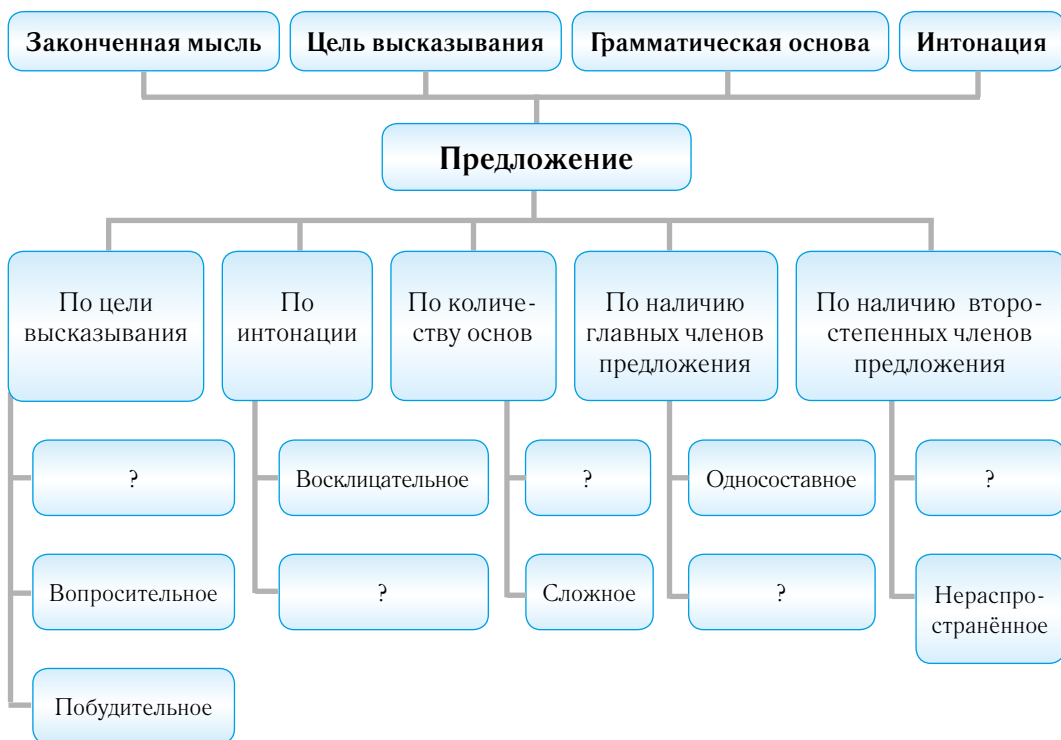 Законченная мысль
Цель высказывания
Грамматическая основа
Интонация
Предложение
По цели
высказывания
По
интонации
По количе-
ству основ
По наличию
главных членов
предложения
По наличию второ-
степенных членов
предложения
?
Восклицательное
?
Односоставное
?
Вопросительное
?
Сложное
?
Нераспро-
странённое
Побудительное